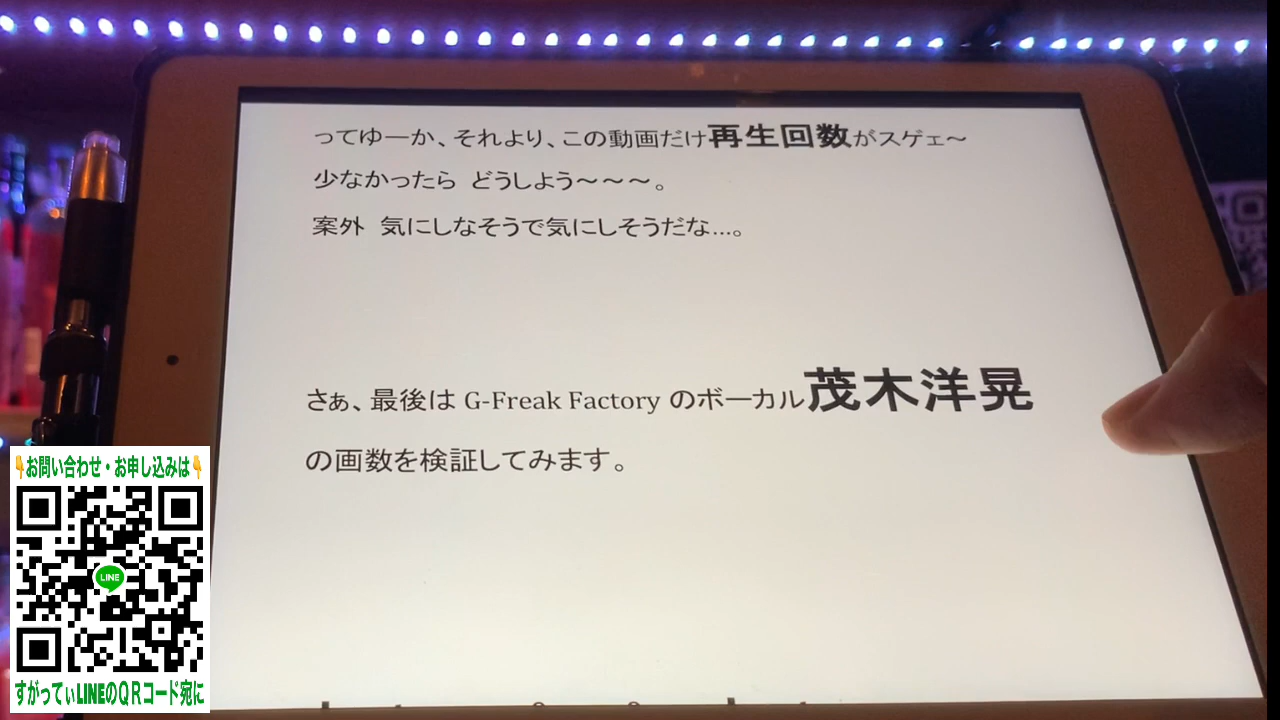 ってゆーか、それより、この動画だけ再生回数がスゲェ～
少なかったら どうしよう～～～。
案外 気にしなそうで気にしそうだな…。
さぁ、最後は G-Freak Factory のボーカル茂木洋晃
の画数を検証してみます。
👇お問い合わせ・お申し込みは👇
LINE
すがってぃLINEのQRコード宛に